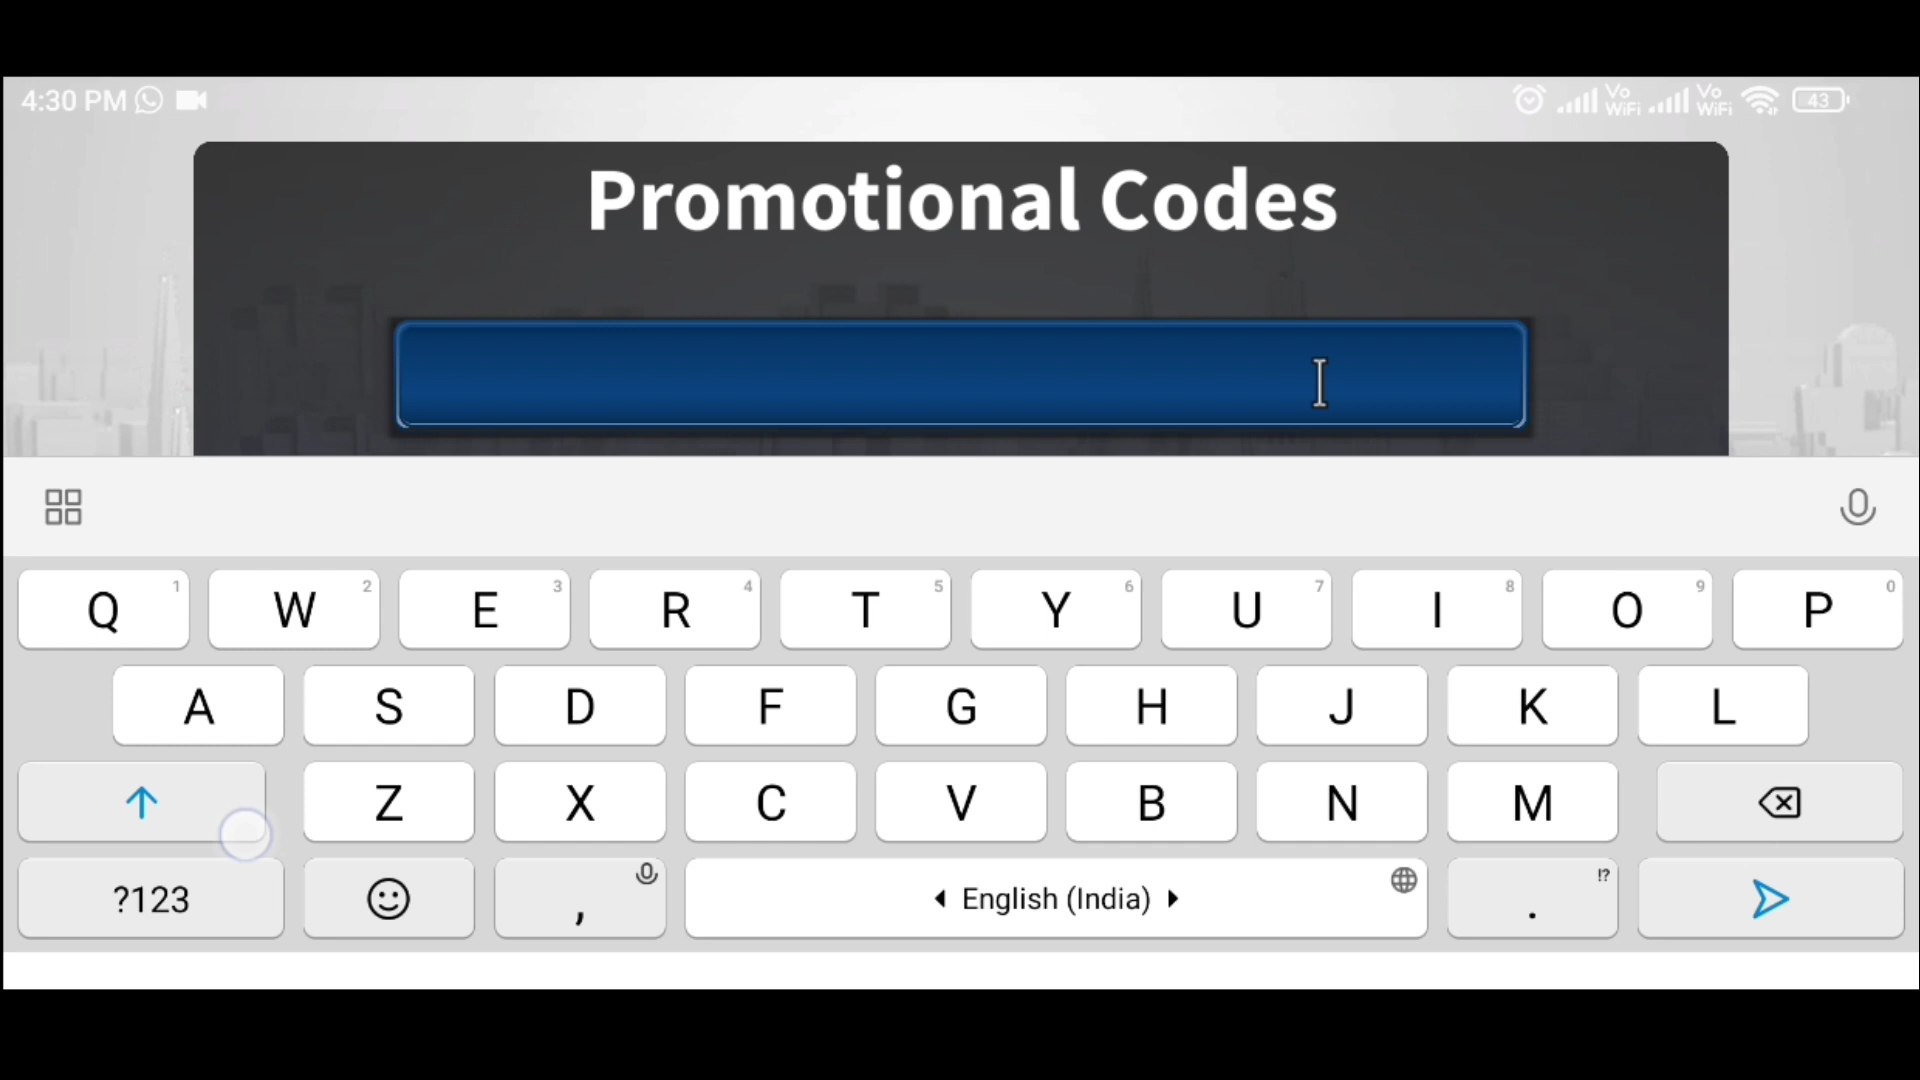 4:30 PM Vo WiFi Vo WiFi 43
Promotional Codes
Q 1 W 2 E 3 R 4 T 5 Y 6 U 7 I 8 O 9 P 0
A S D F G H J K L
Z X C V B N M
?123 , English (India) . !?